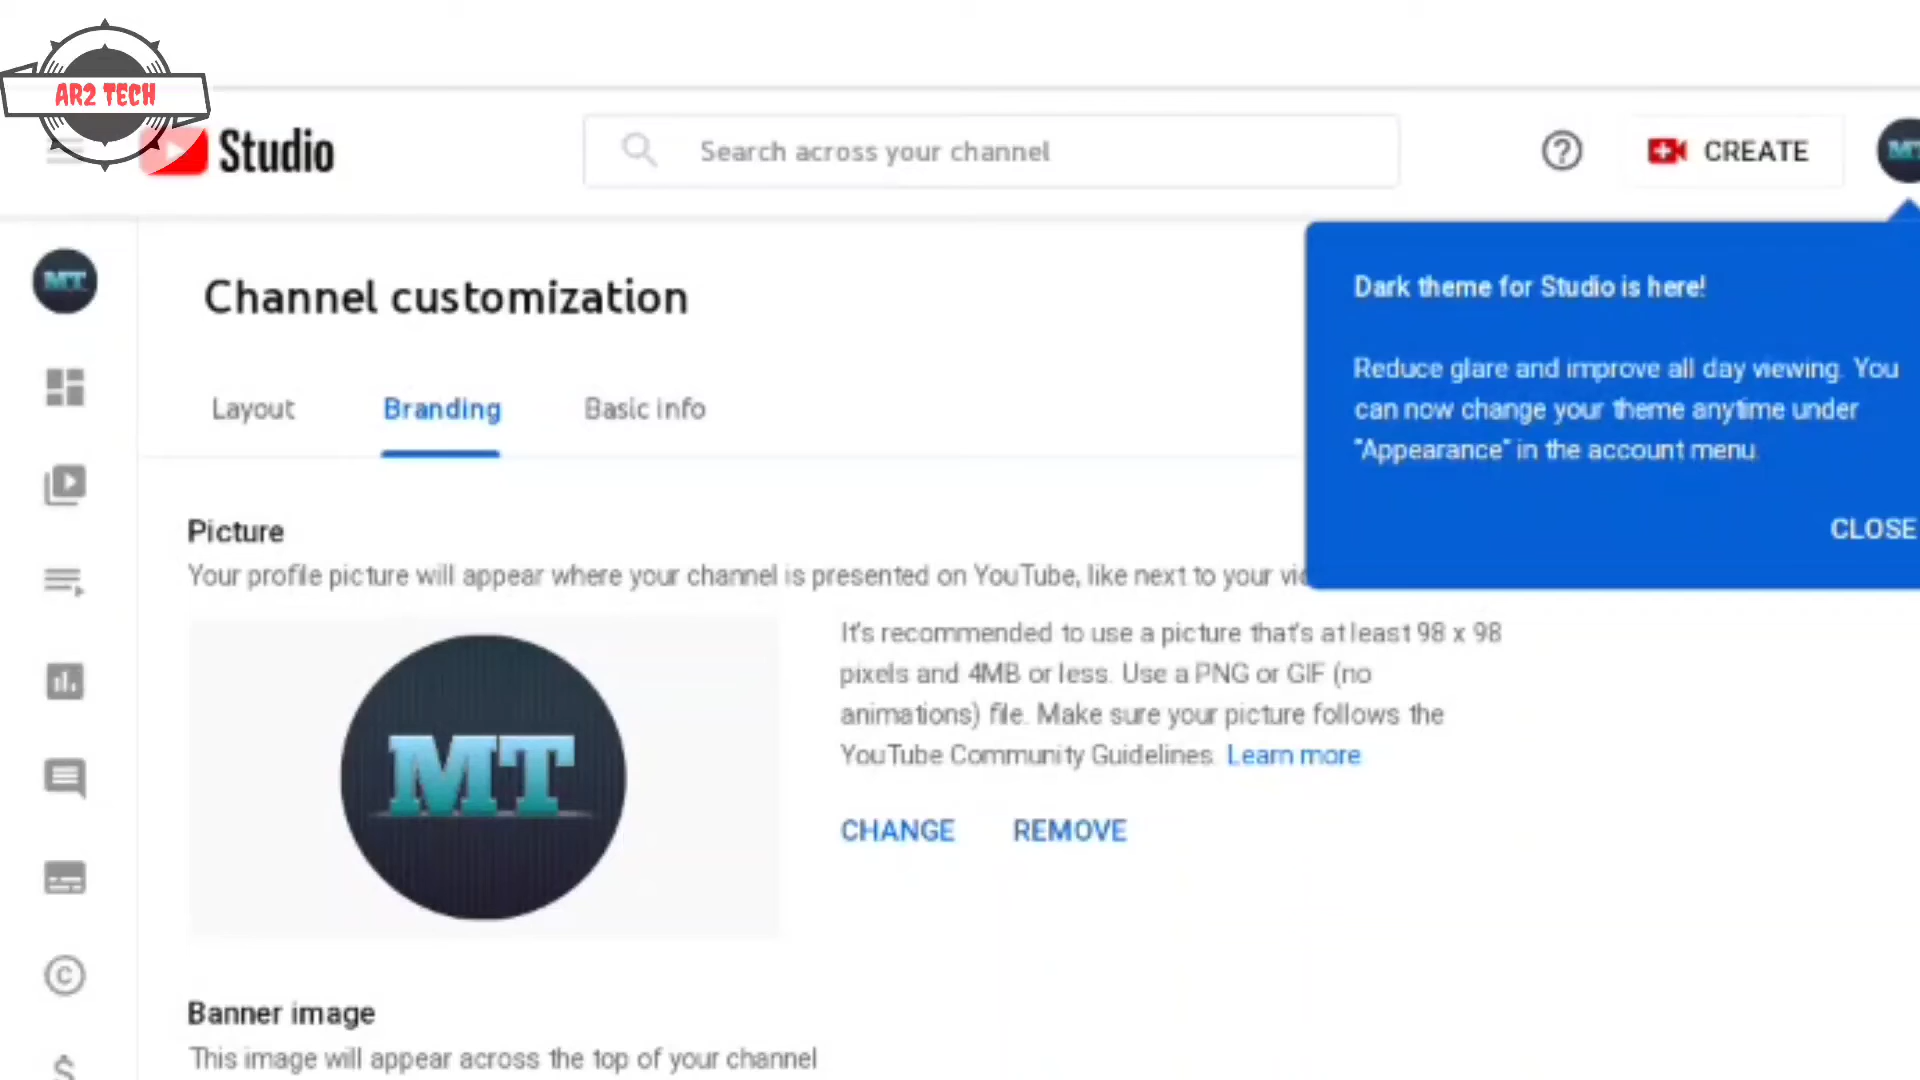 AR2 TECH
Studio
Search across your channel
CREATE
MT
MT
Channel customization
Dark theme for Studio is here!
Reduce glare and improve all day viewing. You
can now change your theme anytime under
"Appearance" in the account menu.
CLOSE
Layout
Branding
Basic info
Picture
Your profile picture will appear where your channel is presented on YouTube, like next to your
It's recommended to use a picture that's at least 98 x 98
pixels and 4MB or less. Use a PNG or GIF (no
animations) file. Make sure your picture follows the
YouTube Community Guidelines. Learn more
MT
CHANGE
REMOVE
Banner image
This image will appear across the top of your channel